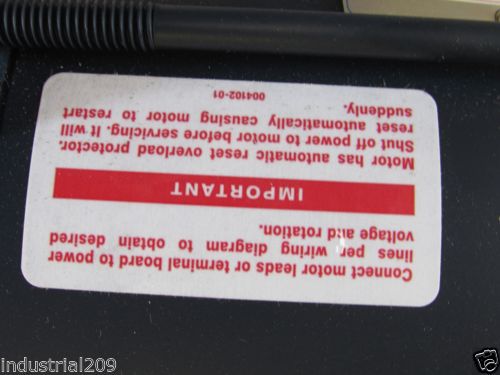 Connect motor leads or terminal board to power
lines per wiring diagram to obtain desired
voltage and rotation.
IMPORTANT
Motor has automatic reset overload protector.
Shut off power to motor before servicing. It will
reset automatically causing motor to restart
suddenly.
004102-01
industrial209